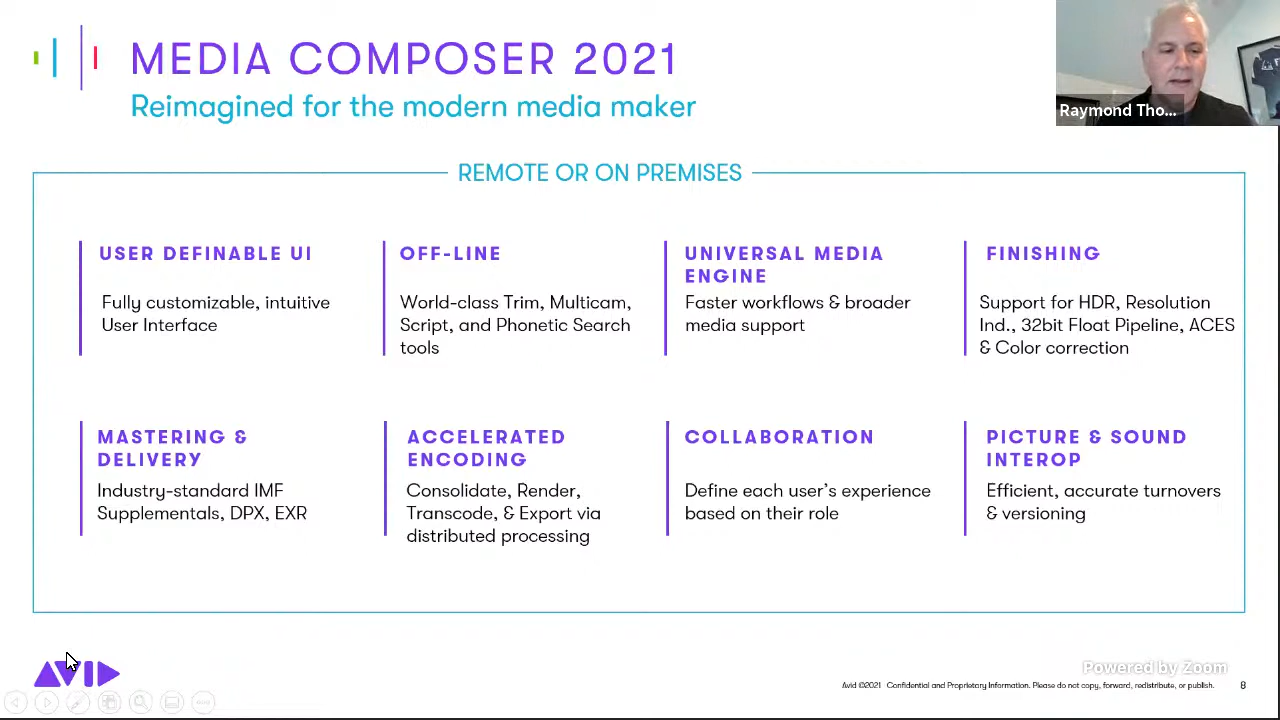 MEDIA COMPOSER 2021
Reimagined for the modern media maker
Raymond Tho...
REMOTE OR ON PREMISES
USER DEFINABLE UI
Fully customizable, intuitive
User Interface
OFF-LINE
World-class Trim, Multicam,
Script, and Phonetic Search
tools
UNIVERSAL MEDIA
ENGINE
Faster workflows & broader
media support
FINISHING
Support for HDR, Resolution
Ind., 32bit Float Pipeline, ACES
& Color correction
MASTERING &
DELIVERY
Industry-standard IMF
Supplementals, DPX, EXR
ACCELERATED
ENCODING
Consolidate, Render,
Transcode, & Export via
distributed processing
COLLABORATION
Define each user's experience
based on their role
PICTURE & SOUND
INTEROP
Efficient, accurate turnovers
& versioning
AVID
Powered by Zoom
Avid ©2021 Confidential and Proprietary Information. Please do not copy, forward, redistribute, or publish.
8